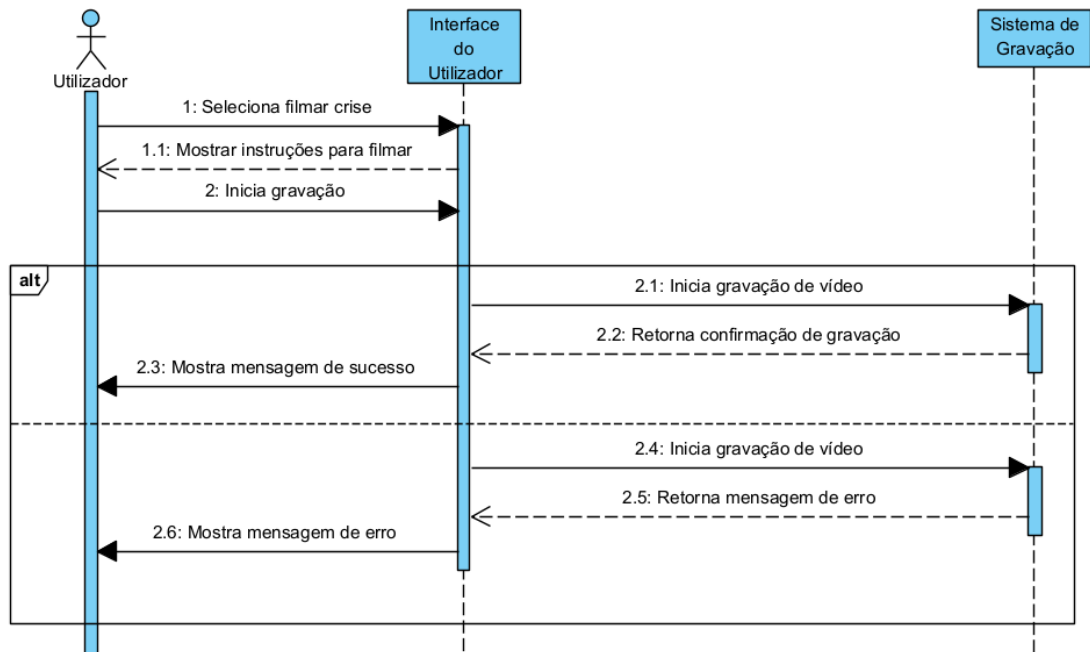 Utilizador
Interface
do
Utilizador
Sistema de
Gravação
1: Seleciona filmar crise
1.1: Mostrar instruções para filmar
2: Inicia gravação
alt
2.1: Inicia gravação de vídeo
2.2: Retorna confirmação de gravação
2.3: Mostra mensagem de sucesso
2.4: Inicia gravação de vídeo
2.5: Retorna mensagem de erro
2.6: Mostra mensagem de erro